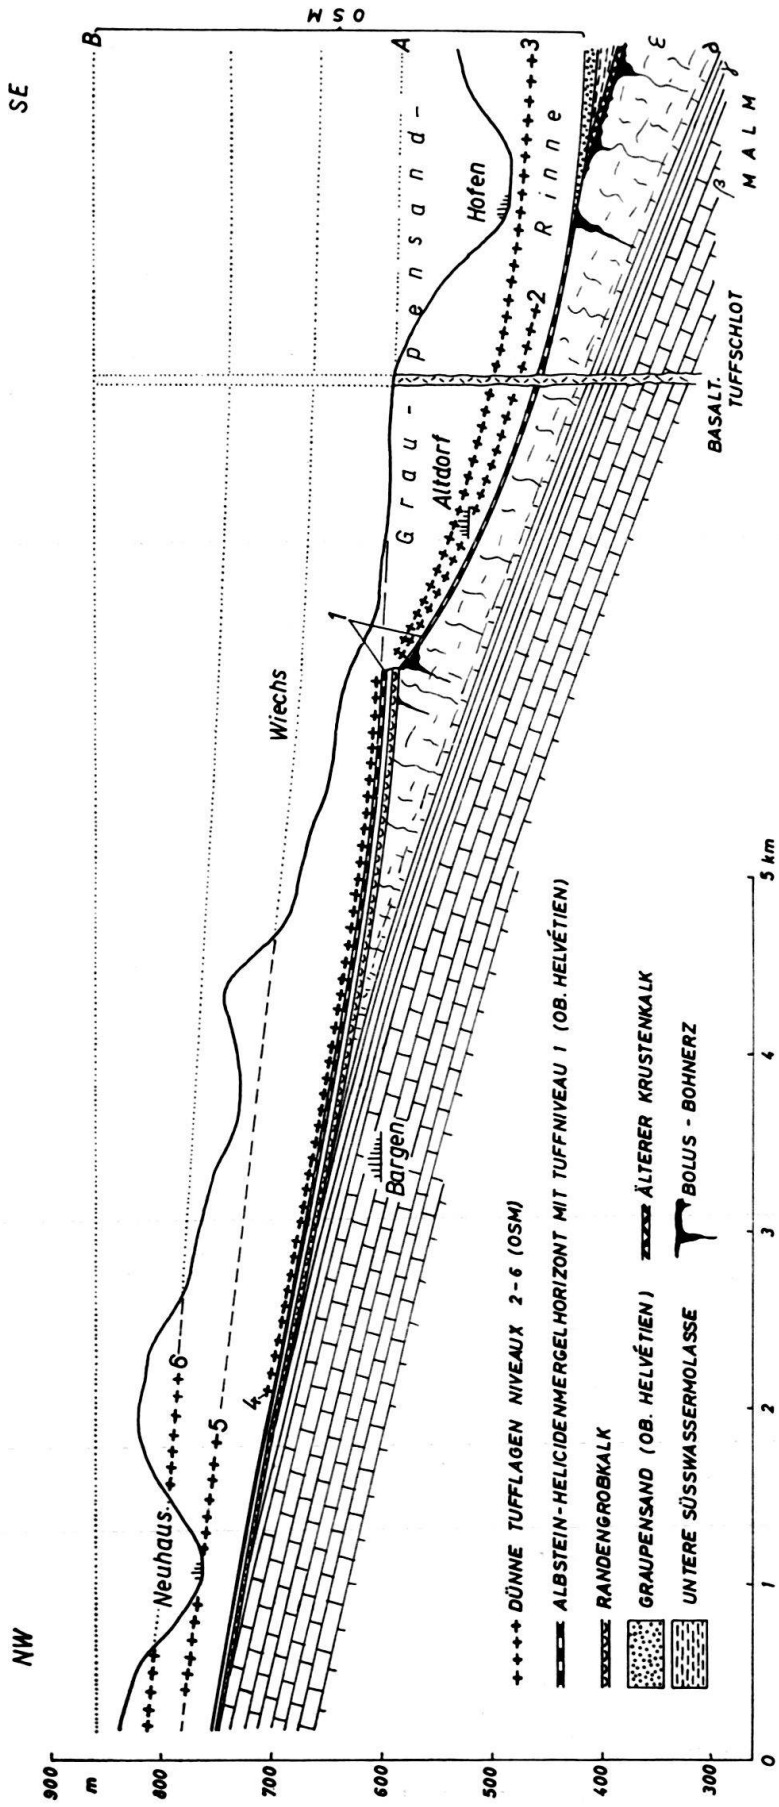 NW
SE
B
OSM
A
Graupensand-
Rinne
3
2
Hofen
Altdorf
1
Wiechs
6
5
4
Neuhaus
Bargen
ε
δ
γ
β
MALM
BASALT.
TUFFSCHLOT
900
m
800
700
600
500
400
300
0
1
2
3
4
5 km
DÜNNE TUFFLAGEN NIVEAUX 2-6 (OSM)
ALBSTEIN-HELICIDENMERGELHORIZONT MIT TUFFNIVEAU 1 (OB. HELVÉTIEN)
RANDENGROBKALK
GRAUPENSAND (OB. HELVÉTIEN)
ÄLTERER KRUSTENKALK
UNTERE SÜSSWASSERMOLASSE
BOLUS - BOHNERZ